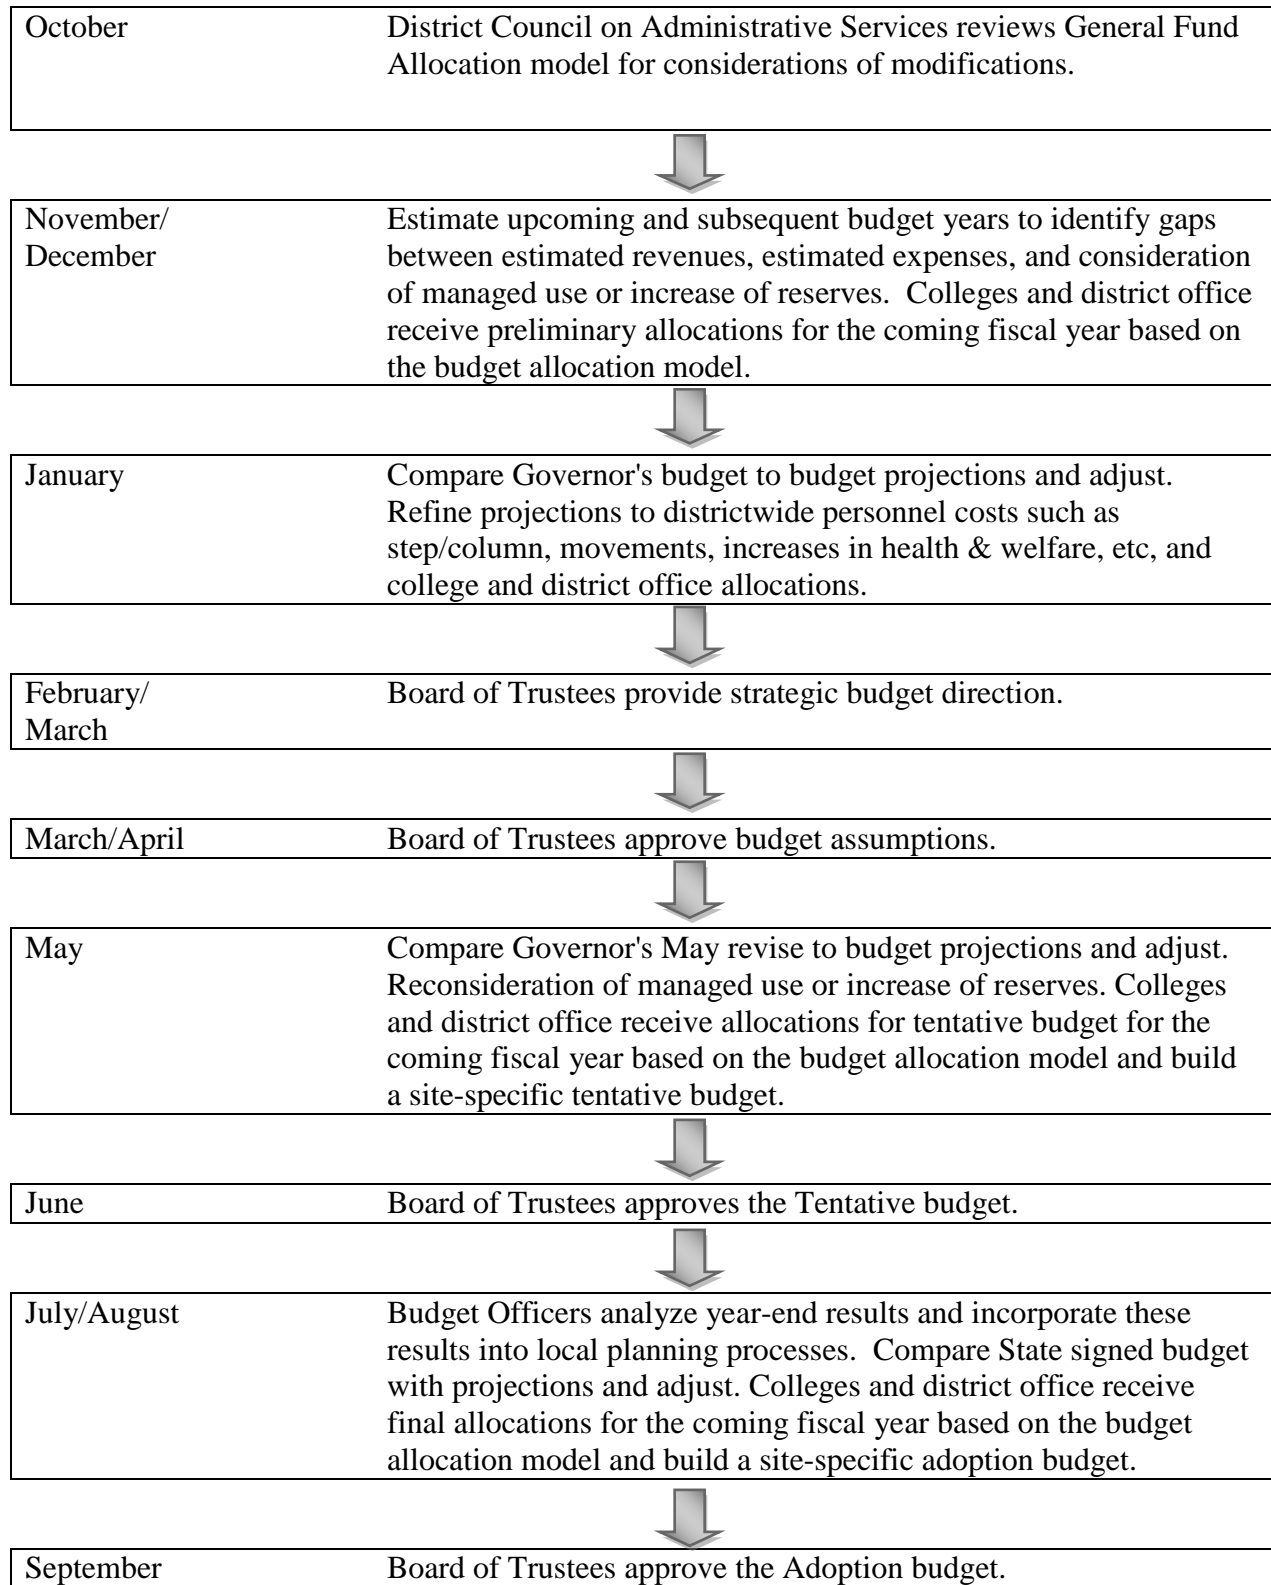 October District Council on Administrative Services reviews General Fund
Allocation model for considerations of modifications.
November/ Estimate upcoming and subsequent budget years to identify gaps
December between estimated revenues, estimated expenses, and consideration
of managed use or increase of reserves.  Colleges and district office
receive preliminary allocations for the coming fiscal year based on
the budget allocation model.
January Compare Governor's budget to budget projections and adjust.
Refine projections to districtwide personnel costs such as
step/column, movements, increases in health & welfare, etc, and
college and district office allocations.
February/ Board of Trustees provide strategic budget direction.
March
March/April Board of Trustees approve budget assumptions.
May Compare Governor's May revise to budget projections and adjust.
Reconsideration of managed use or increase of reserves. Colleges
and district office receive allocations for tentative budget for the
coming fiscal year based on the budget allocation model and build
a site-specific tentative budget.
June Board of Trustees approves the Tentative budget.
July/August Budget Officers analyze year-end results and incorporate these
results into local planning processes.  Compare State signed budget
with projections and adjust. Colleges and district office receive
final allocations for the coming fiscal year based on the budget
allocation model and build a site-specific adoption budget.
September Board of Trustees approve the Adoption budget.